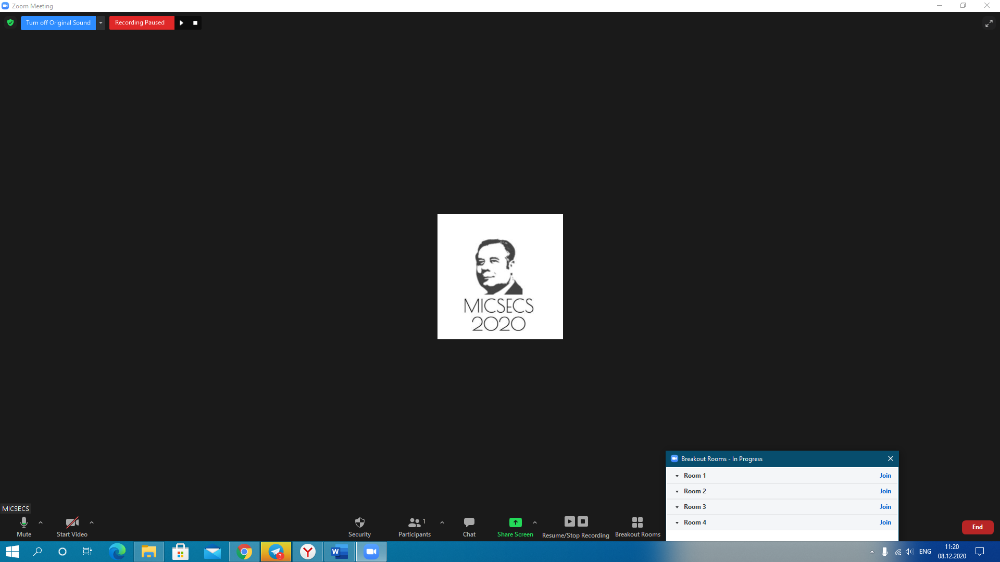 Zoom Meeting
Turn off Original Sound
Recording Paused
MICSECS
2020
Breakout Rooms - In Progress
Room 1 Join
Room 2 Join
Room 3 Join
Room 4 Join
MICSECS
Mute
Start Video
Security
Participants 1
Chat
Share Screen
Resume/Stop Recording
Breakout Rooms
End
3
W
ENG
11:20
08.12.2020